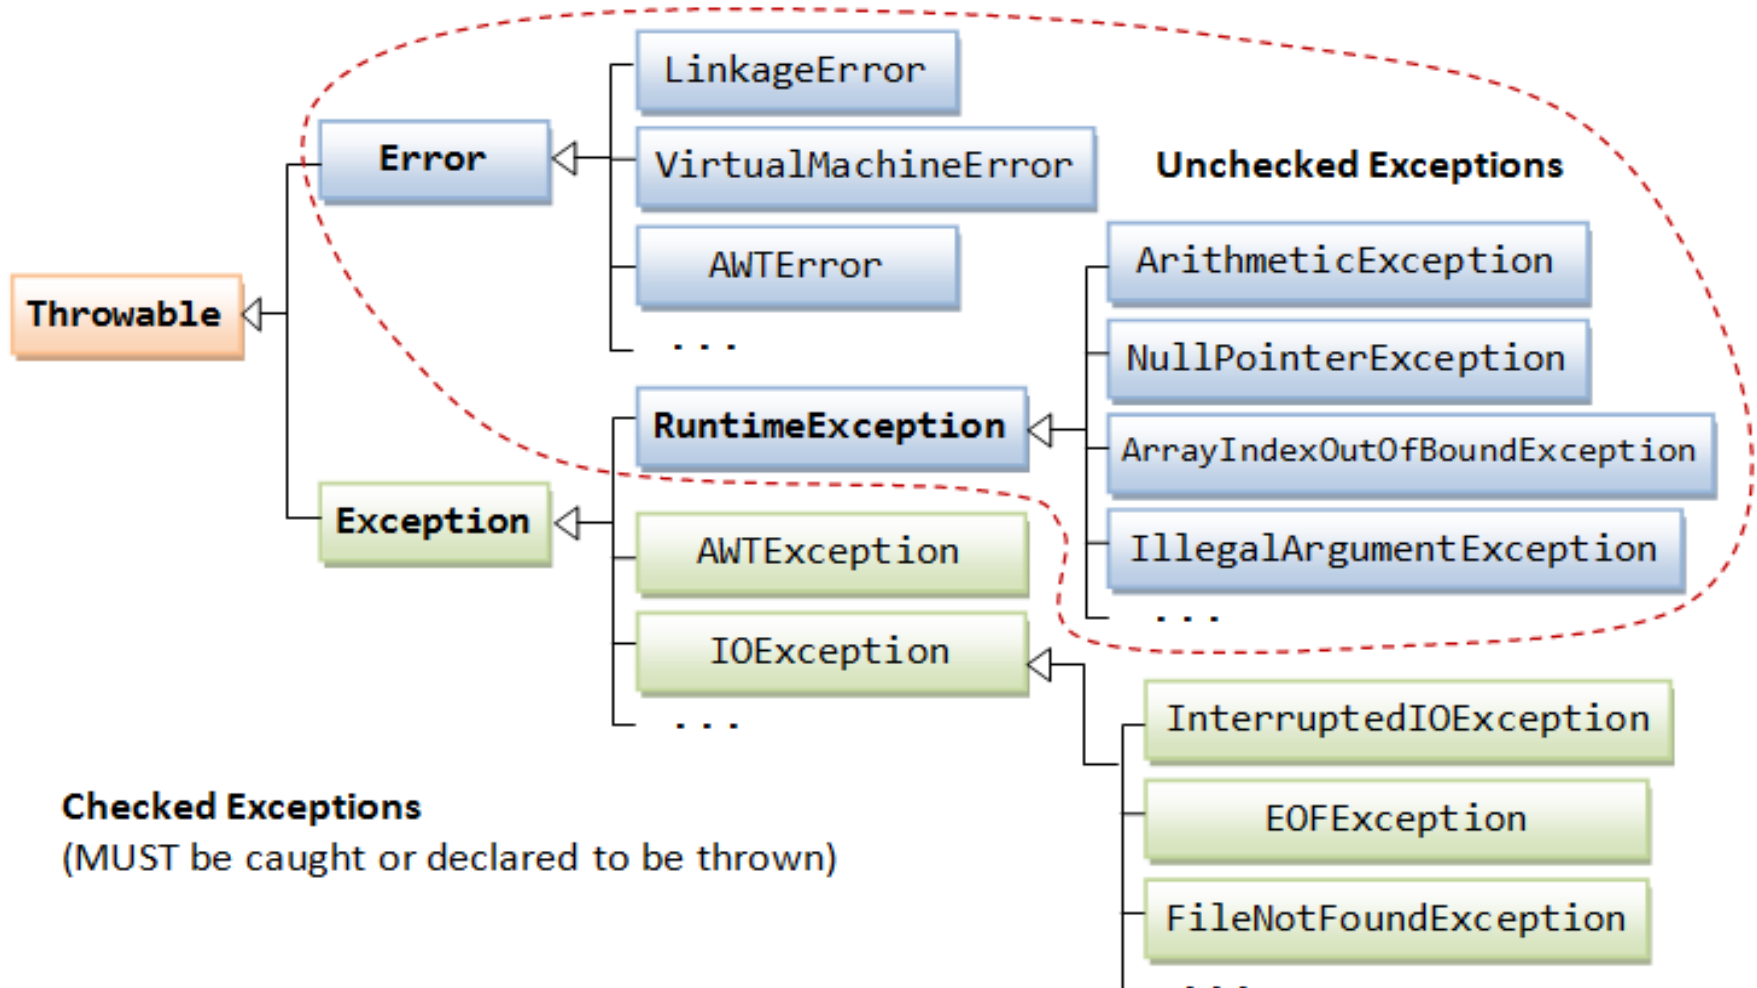 LinkageError
Error
VirtualMachineError
Unchecked Exceptions
AWTError
ArithmeticException
Throwable
...
NullPointerException
RuntimeException
ArrayIndexOutOfBoundException
Exception
AWTException
IllegalArgumentException
...
IOException
...
InterruptedIOException
Checked Exceptions
(MUST be caught or declared to be thrown)
EOFException
FileNotFoundException
...